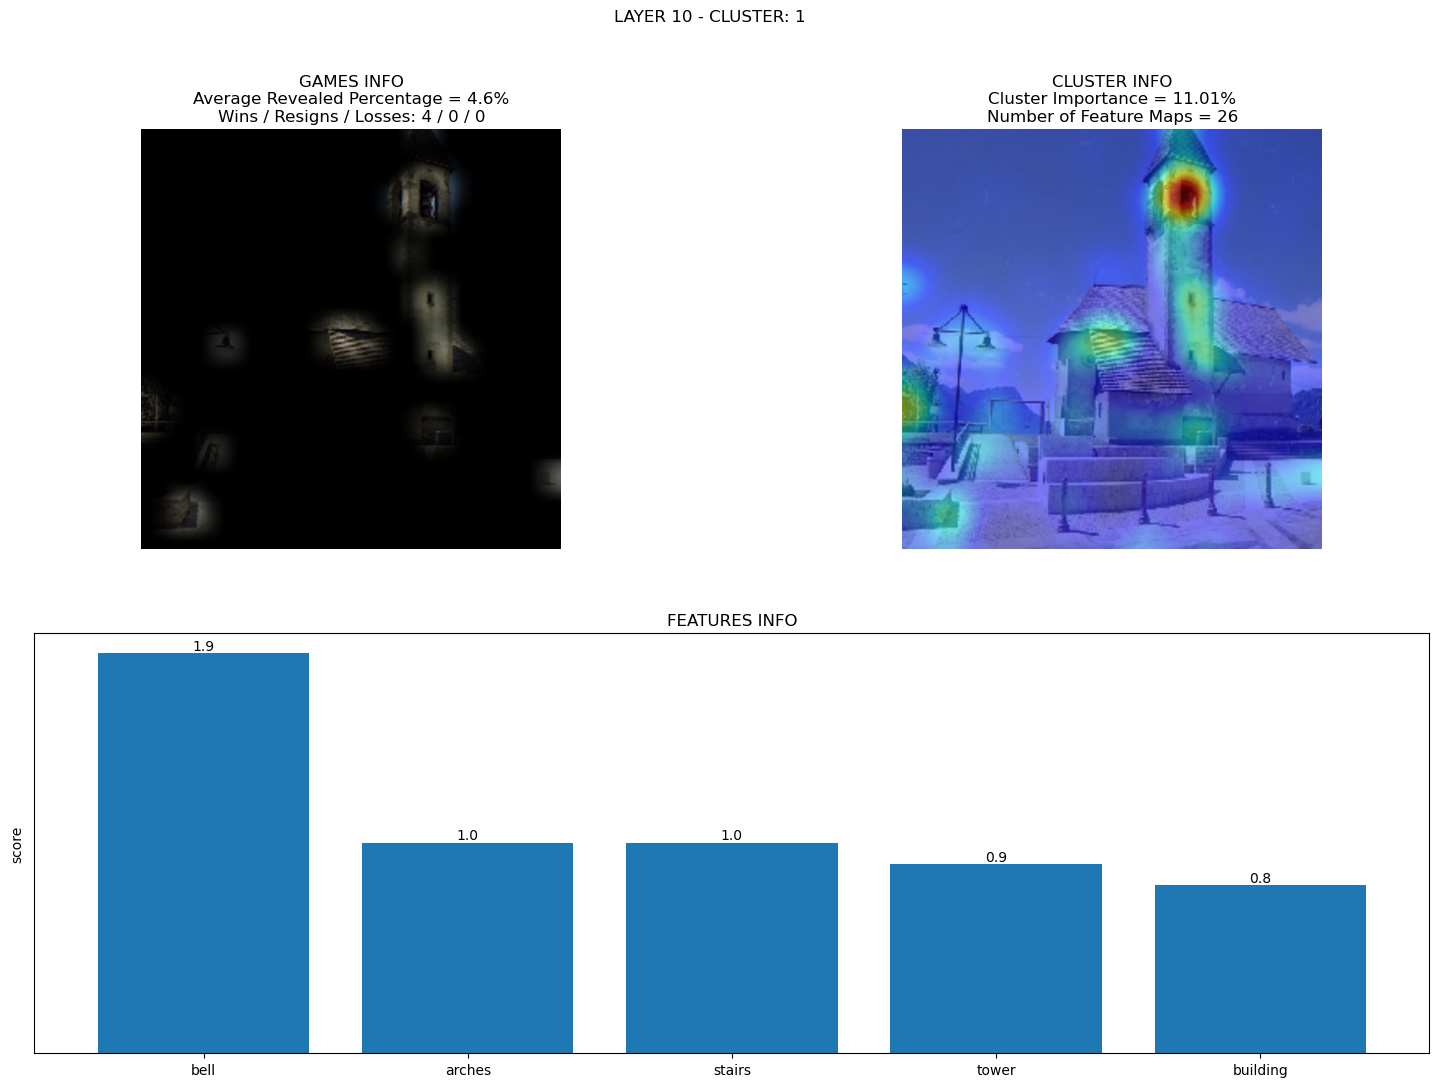 LAYER 10 - CLUSTER: 1
GAMES INFO
Average Revealed Percentage = 4.6%
Wins / Resigns / Losses: 4 / 0 / 0
CLUSTER INFO
Cluster Importance = 11.01%
Number of Feature Maps = 26
FEATURES INFO
score
1.9
1.0
1.0
0.9
0.8
bell
arches
stairs
tower
building